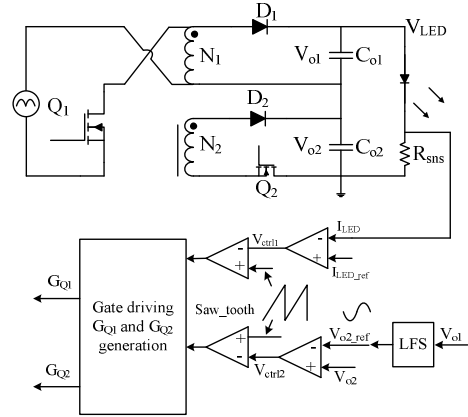 D1
VLED
N1
Vo1
Co1
Q1
D2
N2
Vo2
Co2
Rsns
Q2
ILED
Vctrl1
-
+
-
+
ILED_ref
GQ1
Gate driving
GQ1 and GQ2
generation
Saw_tooth
+
-
-
+
Vo2_ref
LFS
Vo1
Vctrl2
Vo2
GQ2